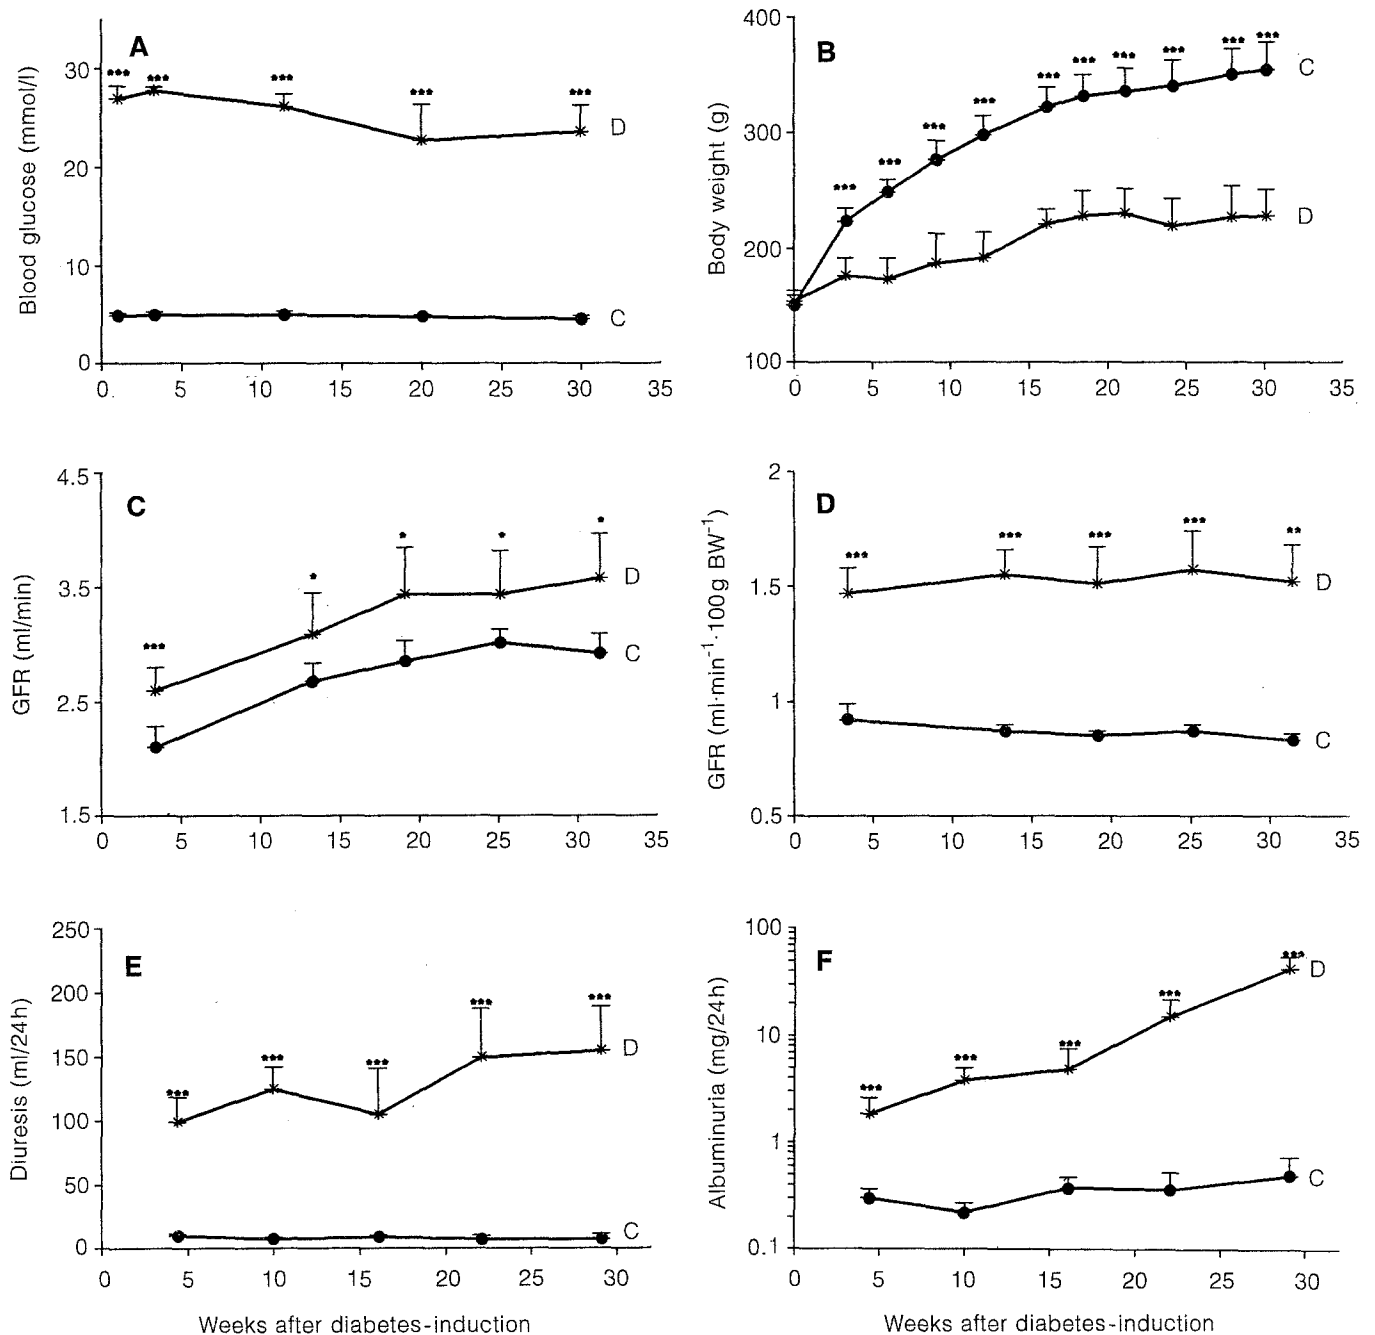 A
Blood glucose (mmol/l)
30
20
10
0
*** *** *** *** ***
D
C
0 5 10 15 20 25 30 35
B
Body weight (g)
400
300
200
100
*** *** *** *** *** *** *** *** *** *** ***
C
D
0 5 10 15 20 25 30 35
C
GFR (ml/min)
4.5
3.5
2.5
1.5
*** * * * *
D
C
0 5 10 15 20 25 30 35
D
GFR (ml·min⁻¹·100g BW⁻¹)
2
1.5
1
0.5
*** *** *** *** **
D
C
0 5 10 15 20 25 30 35
E
Diuresis (ml/24h)
250
200
150
100
50
0
*** *** *** *** ***
D
C
0 5 10 15 20 25 30
Weeks after diabetes-induction
F
Albuminuria (mg/24h)
100
10
1
0.1
*** *** *** *** ***
D
C
0 5 10 15 20 25 30
Weeks after diabetes-induction